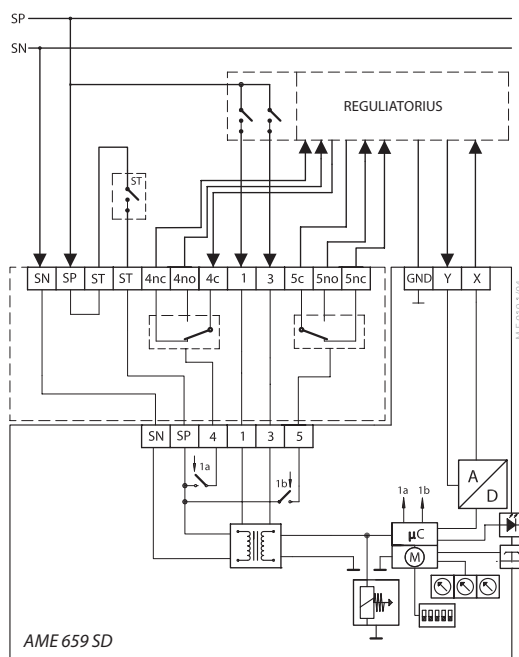 SP
SN
REGULIATORIUS
ST
SN SP ST ST 4nc 4no 4c 1 3 5c 5no 5nc GND Y X
SN SP 4 1 3 5
1a
1b
1a 1b
A
D
µC
M
AME 659 SD